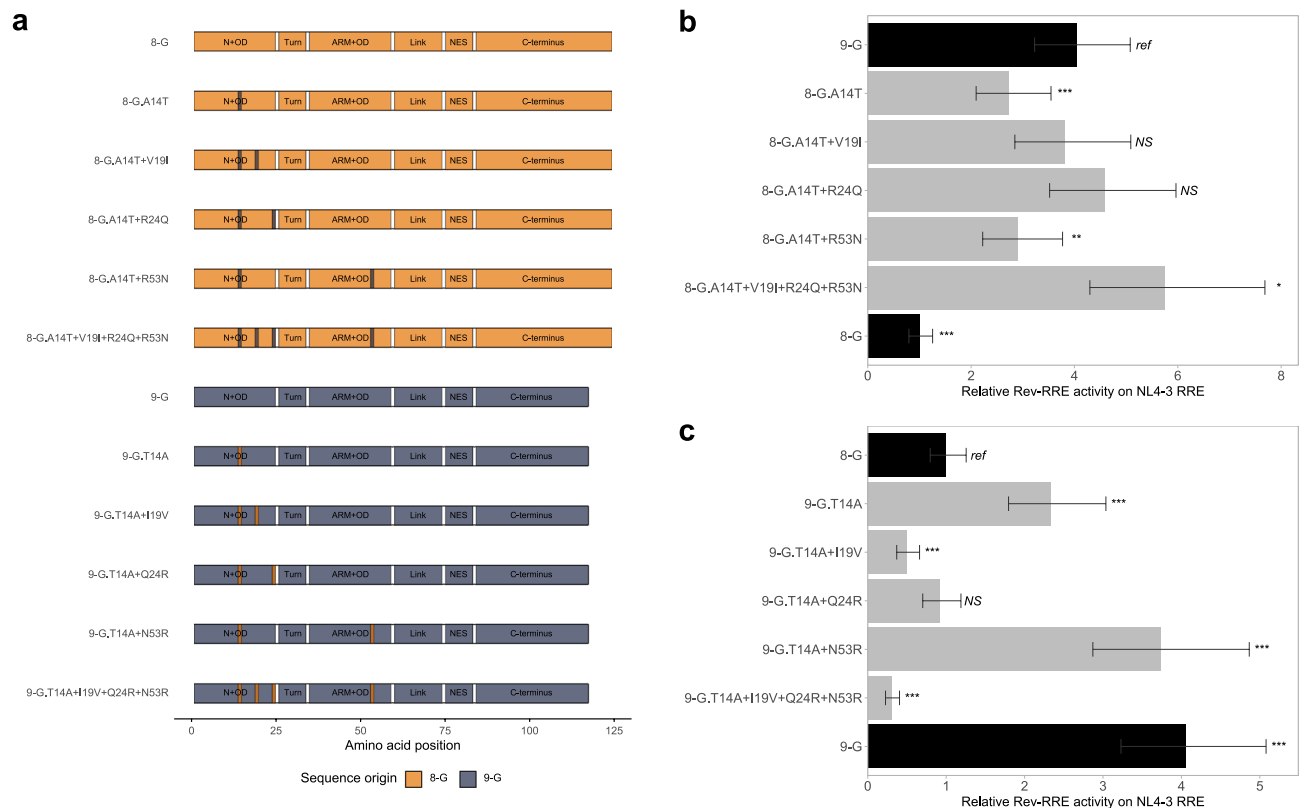 a
8-G
N+OD Turn ARM+OD Link NES C-terminus
8-G.A14T
N+OD Turn ARM+OD Link NES C-terminus
8-G.A14T+V19I
N+OD Turn ARM+OD Link NES C-terminus
8-G.A14T+R24Q
N+OD Turn ARM+OD Link NES C-terminus
8-G.A14T+R53N
N+OD Turn ARM+OD Link NES C-terminus
8-G.A14T+V19I+R24Q+R53N
N+OD Turn ARM+OD Link NES C-terminus
9-G
N+OD Turn ARM+OD Link NES C-terminus
9-G.T14A
N+OD Turn ARM+OD Link NES C-terminus
9-G.T14A+I19V
N+OD Turn ARM+OD Link NES C-terminus
9-G.T14A+Q24R
N+OD Turn ARM+OD Link NES C-terminus
9-G.T14A+N53R
N+OD Turn ARM+OD Link NES C-terminus
9-G.T14A+I19V+Q24R+N53R
N+OD Turn ARM+OD Link NES C-terminus
0 25 50 75 100 125
Amino acid position
Sequence origin 8-G 9-G
b
9-G ref
8-G.A14T ***
8-G.A14T+V19I NS
8-G.A14T+R24Q NS
8-G.A14T+R53N **
8-G.A14T+V19I+R24Q+R53N *
8-G ***
0 2 4 6 8
Relative Rev-RRE activity on NL4-3 RRE
c
8-G ref
9-G.T14A ***
9-G.T14A+I19V ***
9-G.T14A+Q24R NS
9-G.T14A+N53R ***
9-G.T14A+I19V+Q24R+N53R ***
9-G ***
0 1 2 3 4 5
Relative Rev-RRE activity on NL4-3 RRE